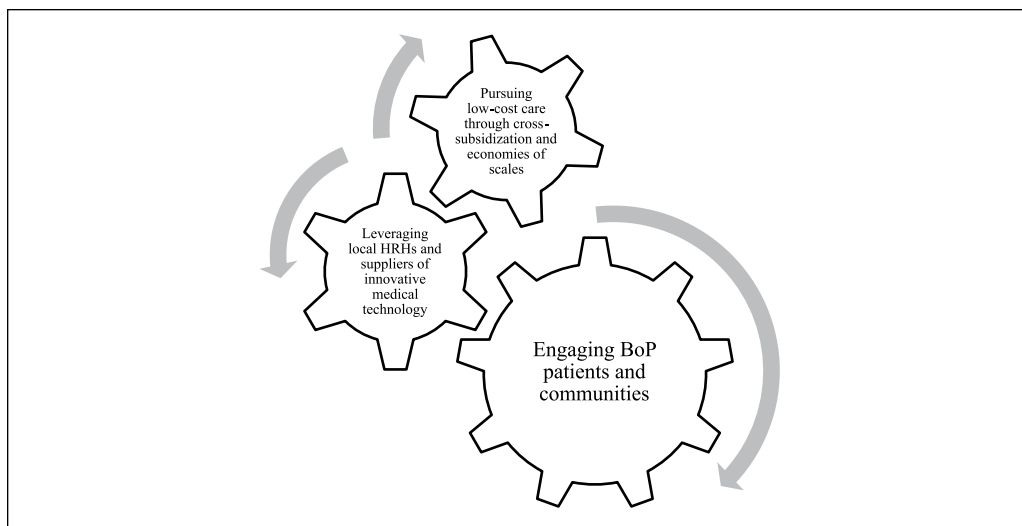 Pursuing
low-cost care
through cross-
subsidization and
economies of
scales
Leveraging
local HRHs and
suppliers of
innovative
medical
technology
Engaging BoP
patients and
communities